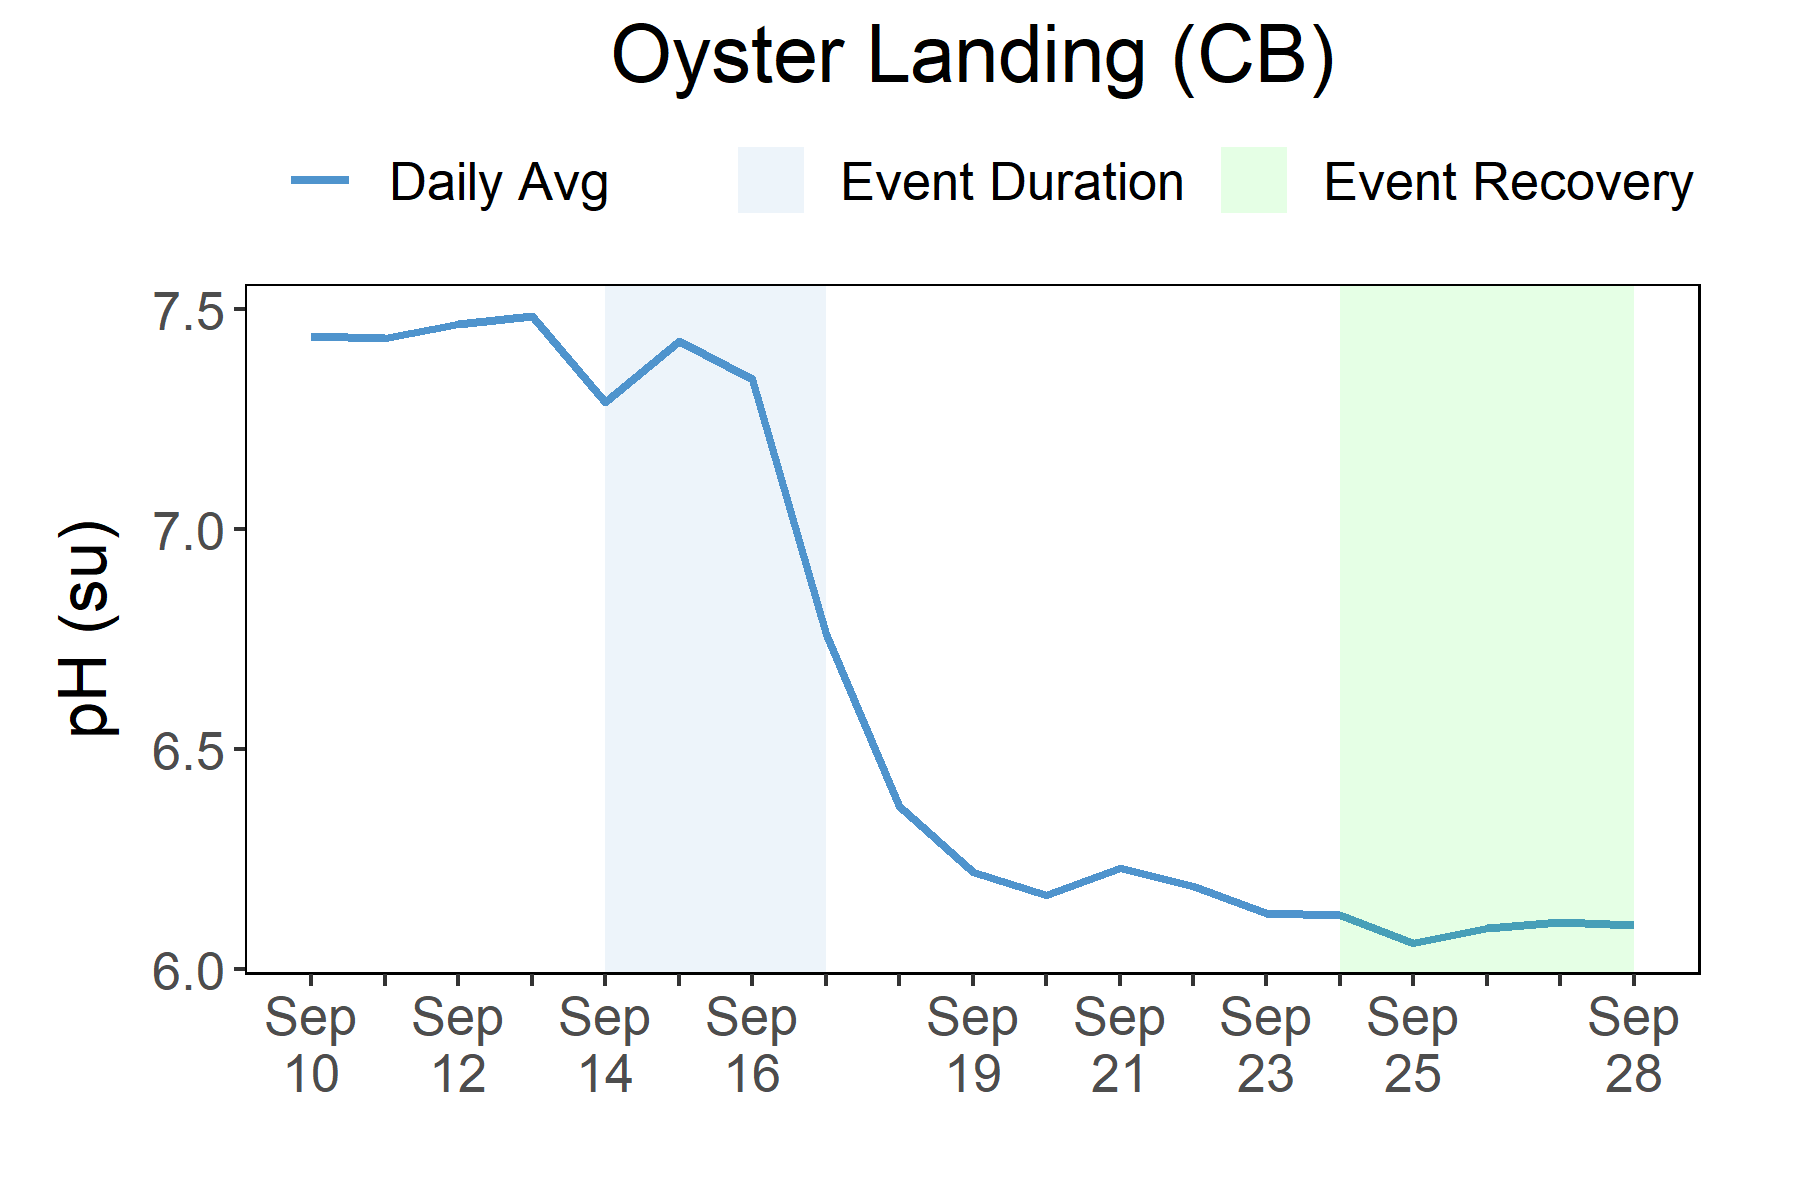 Oyster Landing (CB)
Daily Avg Event Duration Event Recovery
pH (su)
7.5
7.0
6.5
6.0
Sep Sep Sep Sep Sep Sep Sep Sep Sep
10 12 14 16 19 21 23 25 28